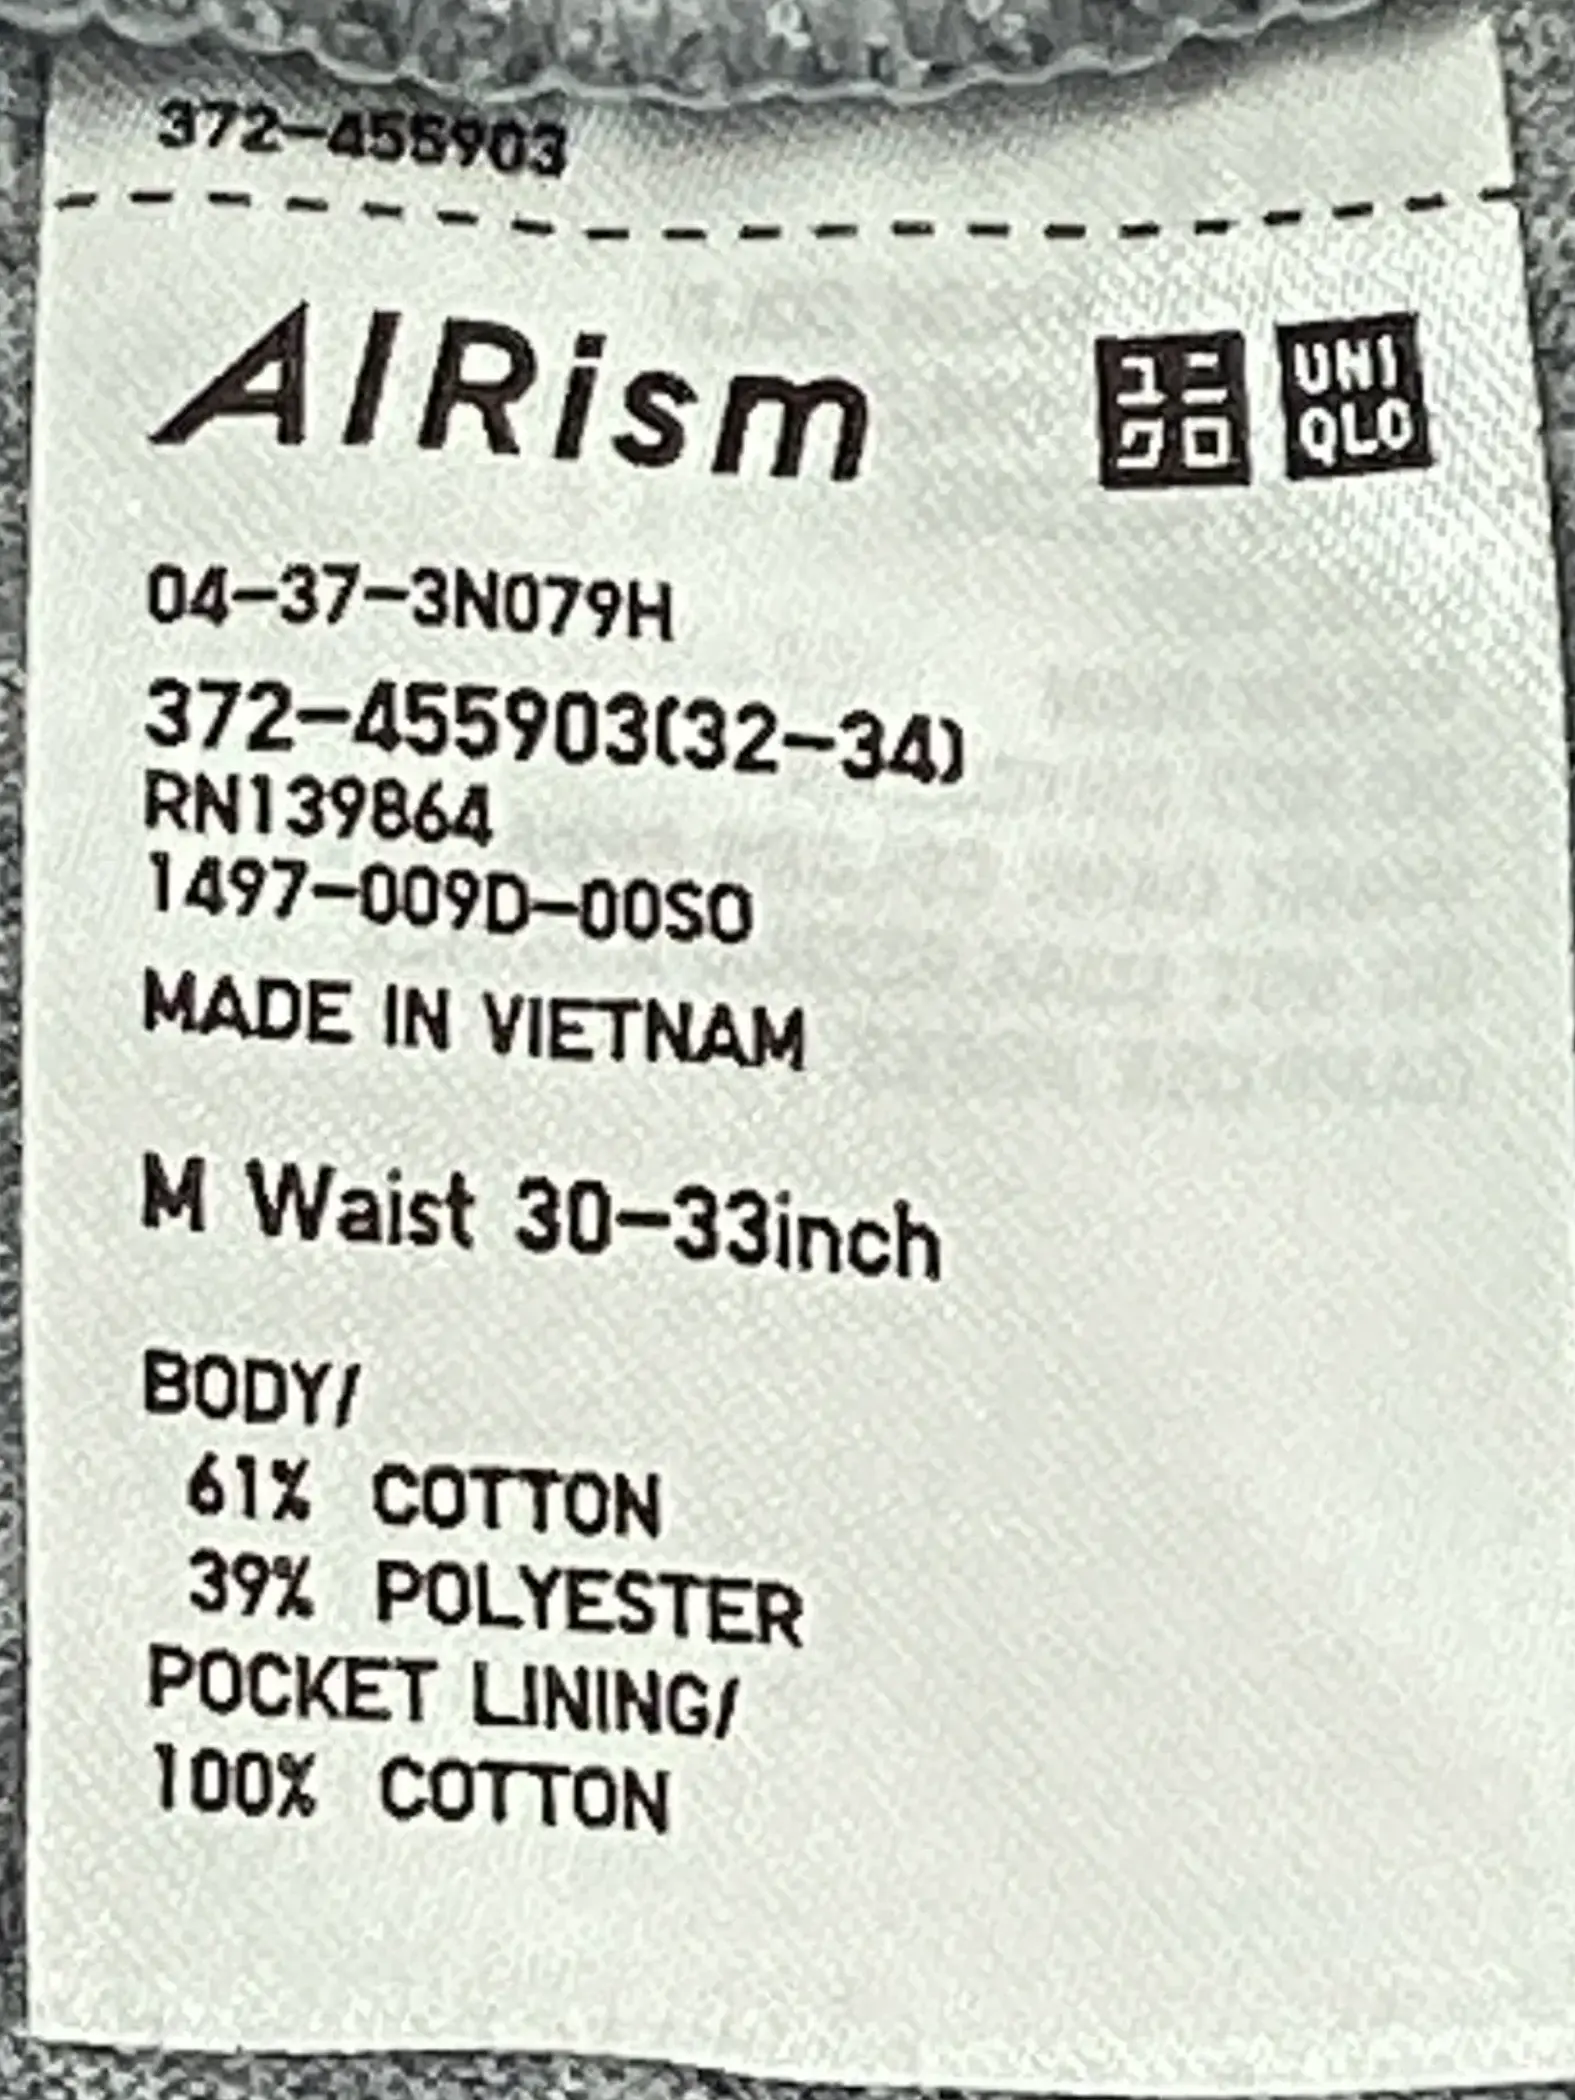 372-455903
AIRism
ユニ
クロ
UNI
QLO
04-37-3N079H
372-455903(32-34)
RN139864
1497-009D-00SO
MADE IN VIETNAM
M Waist 30-33inch
BODY/
61% COTTON
39% POLYESTER
POCKET LINING/
100% COTTON